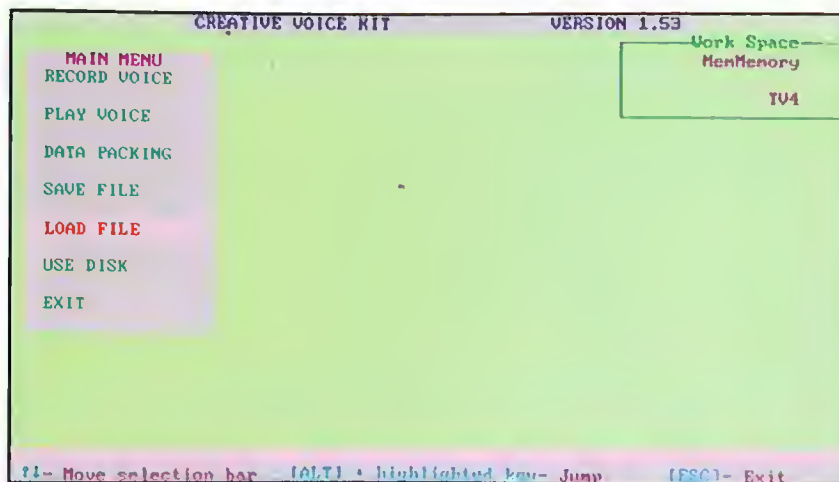 CREATIVE VOICE KIT VERSION 1.53
Work Space
MemMemory
TV4
MAIN MENU
RECORD VOICE
PLAY VOICE
DATA PACKING
SAVE FILE
LOAD FILE
USE DISK
EXIT
↑↓- Move selection bar [ALT] + highlighted key- Jump [ESC]- Exit